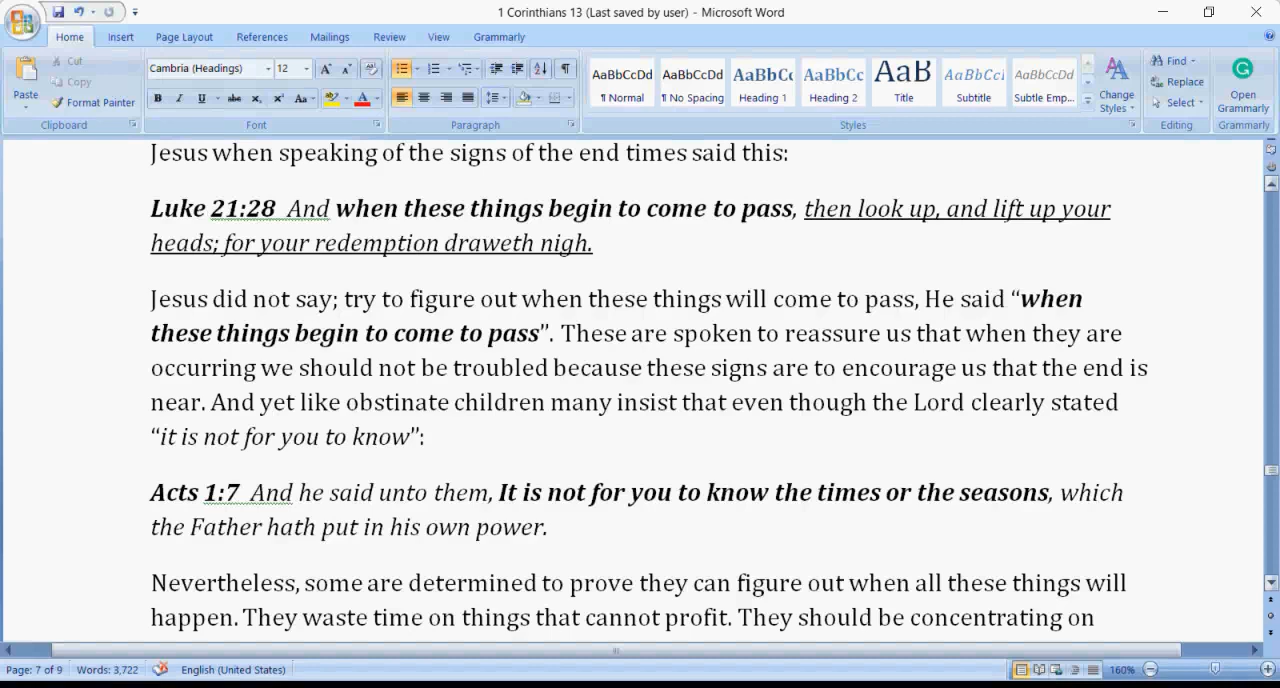 1 Corinthians 13 (Last saved by user) - Microsoft Word
Home Insert Page Layout References Mailings Review View Grammarly
Paste
Cut
Copy
Format Painter
Clipboard
Cambria (Headings) 12
Font
Paragraph
AaBbCcDd AaBbCcDd AaBbCc AaBbCc AaB AaBbCcI AaBbCcDd
¶ Normal ¶ No Spacing Heading 1 Heading 2 Title Subtitle Subtle Emp...
Change
Styles
Styles
Find
Replace
Select
Editing
Open
Grammarly
Grammarly
Jesus when speaking of the signs of the end times said this:
Luke 21:28 And when these things begin to come to pass, then look up, and lift up your
heads; for your redemption draweth nigh.
Jesus did not say; try to figure out when these things will come to pass, He said “when
these things begin to come to pass”. These are spoken to reassure us that when they are
occurring we should not be troubled because these signs are to encourage us that the end is
near. And yet like obstinate children many insist that even though the Lord clearly stated
“it is not for you to know”:
Acts 1:7 And he said unto them, It is not for you to know the times or the seasons, which
the Father hath put in his own power.
Nevertheless, some are determined to prove they can figure out when all these things will
happen. They waste time on things that cannot profit. They should be concentrating on
Page: 7 of 9 Words: 3,722 English (United States) 160%